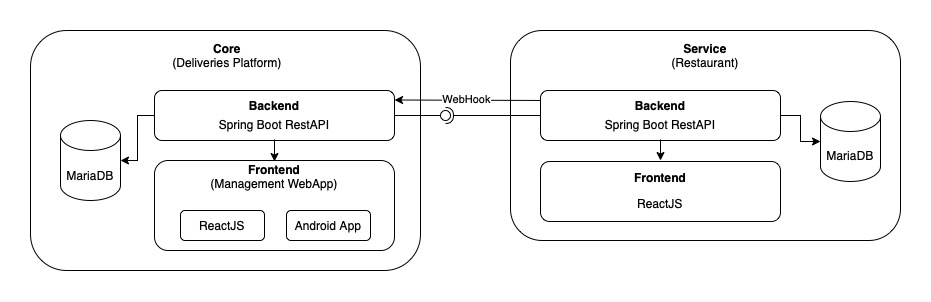 Core
(Deliveries Platform)
Backend
Spring Boot RestAPI
MariaDB
Frontend
(Management WebApp)
ReactJS
Android App
WebHook
Service
(Restaurant)
Backend
Spring Boot RestAPI
MariaDB
Frontend
ReactJS